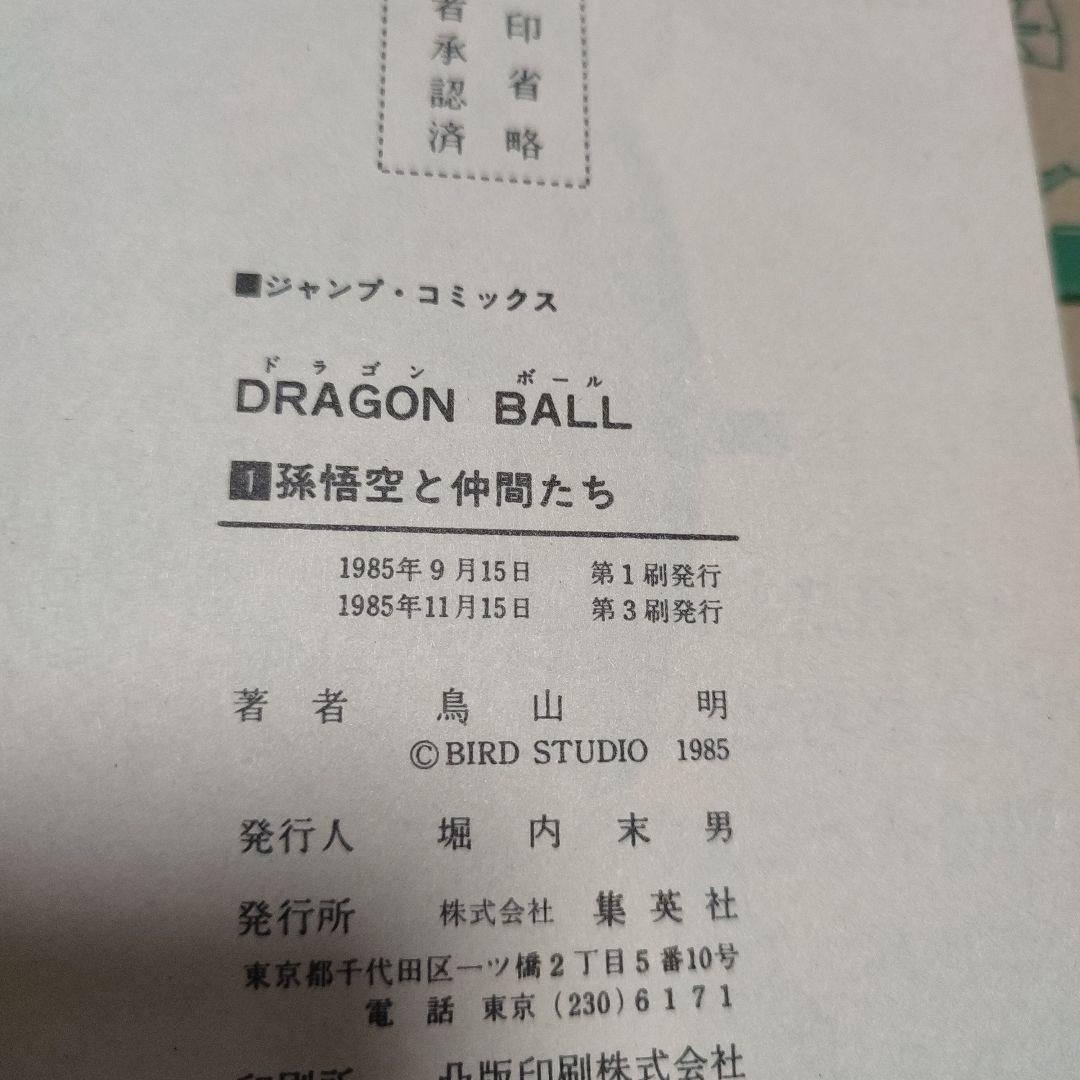 印省略
者承認済
■ジャンプ・コミックス
ドラゴン ボール
DRAGON BALL
1孫悟空と仲間たち
1985年9月15日 第1刷発行
1985年11月15日 第3刷発行
著者 鳥山 明
©BIRD STUDIO 1985
発行人 堀内末男
発行所 株式会社 集英社
東京都千代田区一ツ橋2丁目5番10号
電話 東京(230)6171
印刷所 凸版印刷株式会社